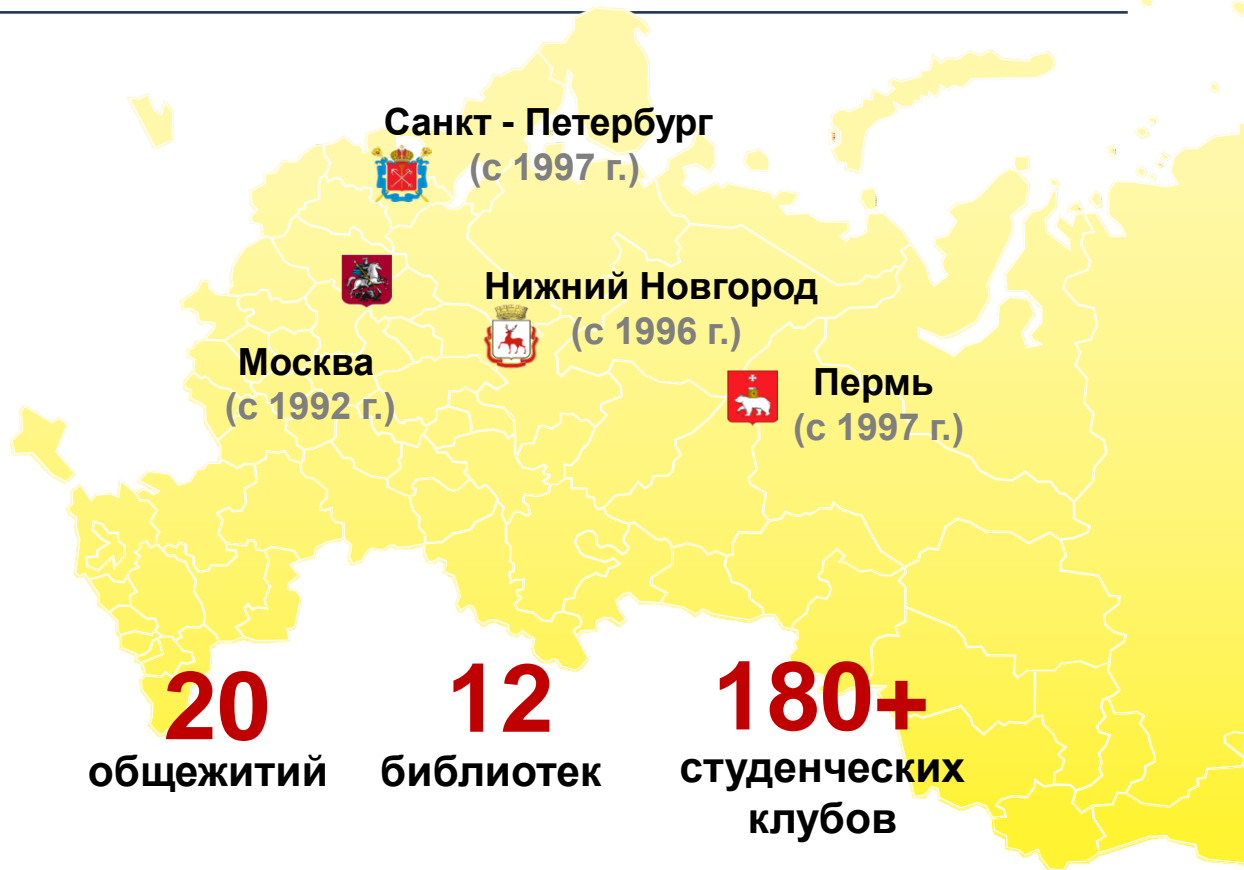 Санкт - Петербург
(с 1997 г.)
Нижний Новгород
(с 1996 г.)
Москва
(с 1992 г.)
Пермь
(с 1997 г.)
20
общежитий
12
библиотек
180+
студенческих
клубов